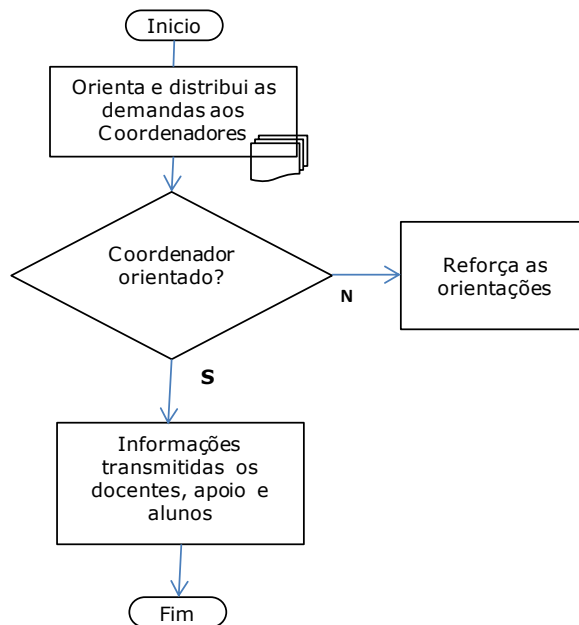 Inicio
Orienta e distribui as
demandas aos
Coordenadores
Coordenador
orientado?
N
Reforça as
orientações
S
Informações
transmitidas os
docentes, apoio e
alunos
Fim